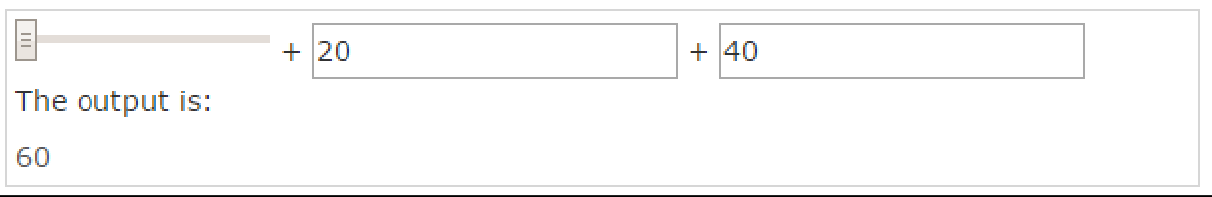 + 20 + 40
The output is:
60